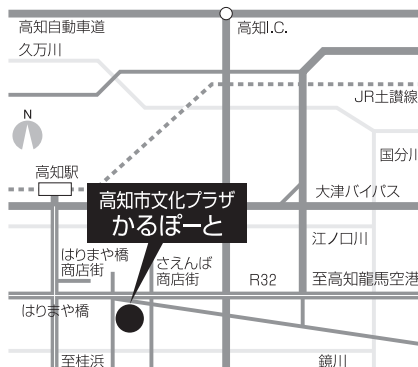 高知自動車道
高知I.C.
久万川
JR土讃線
N
国分川
高知駅
大津バイパス
高知市文化プラザ
かるぽーと
江ノ口川
はりまや橋
商店街
さえんば
商店街
R32
至高知龍馬空港
はりまや橋
至桂浜
鏡川